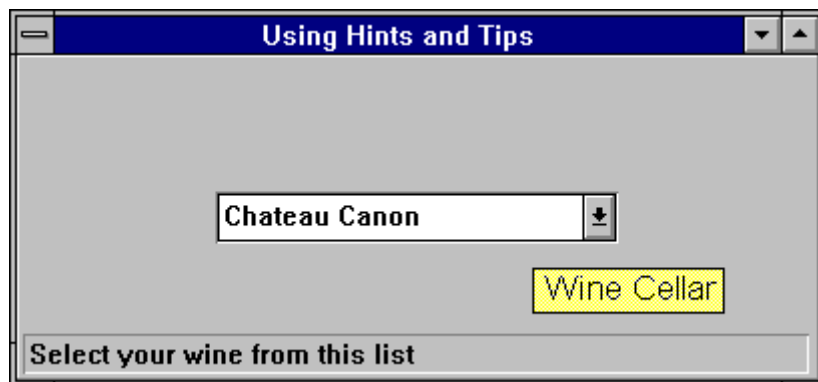 Using Hints and Tips
Chateau Canon
Wine Cellar
Select your wine from this list